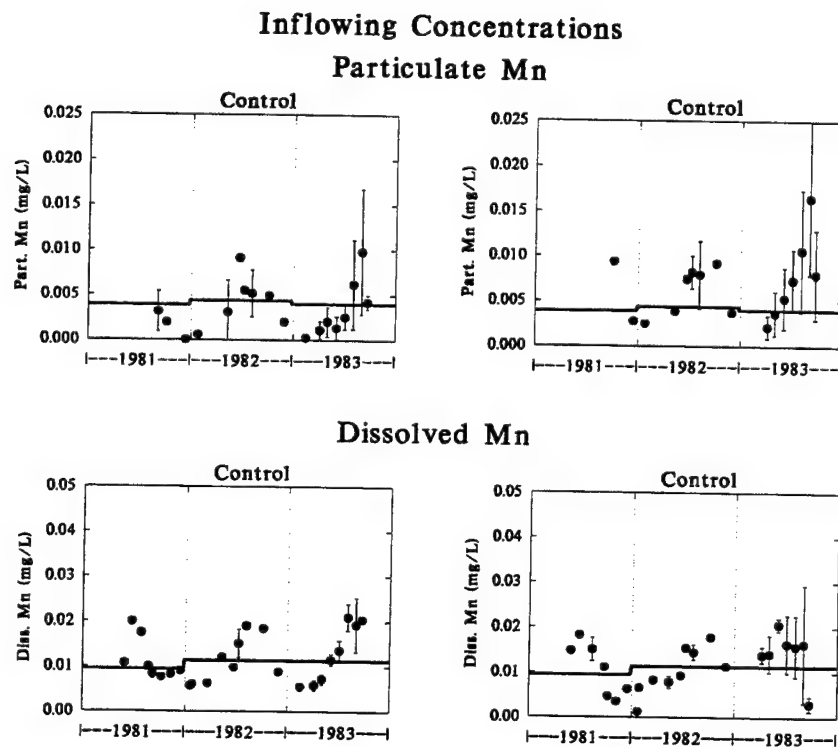 Inflowing Concentrations
Particulate Mn
Control
Part. Mn (mg/L)
0.025
0.020
0.015
0.010
0.005
0.000
|----1981----|----1982----|----1983----|
Control
Part. Mn (mg/L)
0.025
0.020
0.015
0.010
0.005
0.000
|----1981----|----1982----|----1983----|
Dissolved Mn
Control
Diss. Mn (mg/L)
0.05
0.04
0.03
0.02
0.01
0.00
|----1981----|----1982----|----1983----|
Control
Diss. Mn (mg/L)
0.05
0.04
0.03
0.02
0.01
0.00
|----1981----|----1982----|----1983----|